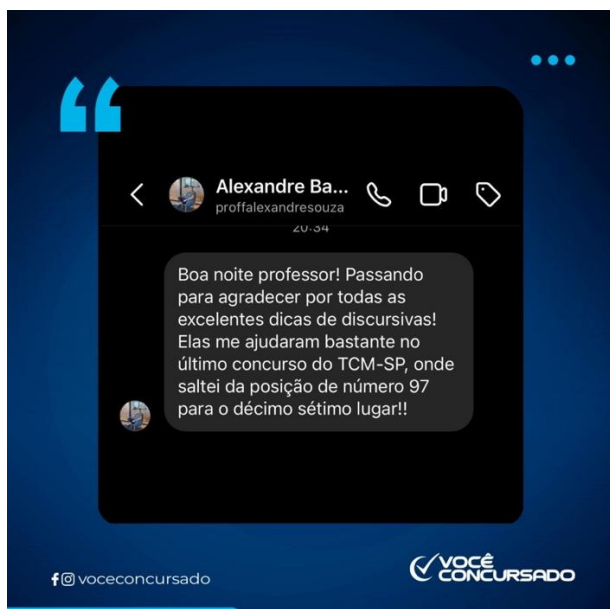 Alexandre Ba...
proffalexandresouza
20:34
Boa noite professor! Passando
para agradecer por todas as
excelentes dicas de discursivas!
Elas me ajudaram bastante no
último concurso do TCM-SP, onde
saltei da posição de número 97
para o décimo sétimo lugar!!
voceconcursado
VOCÊ
CONCURSADO